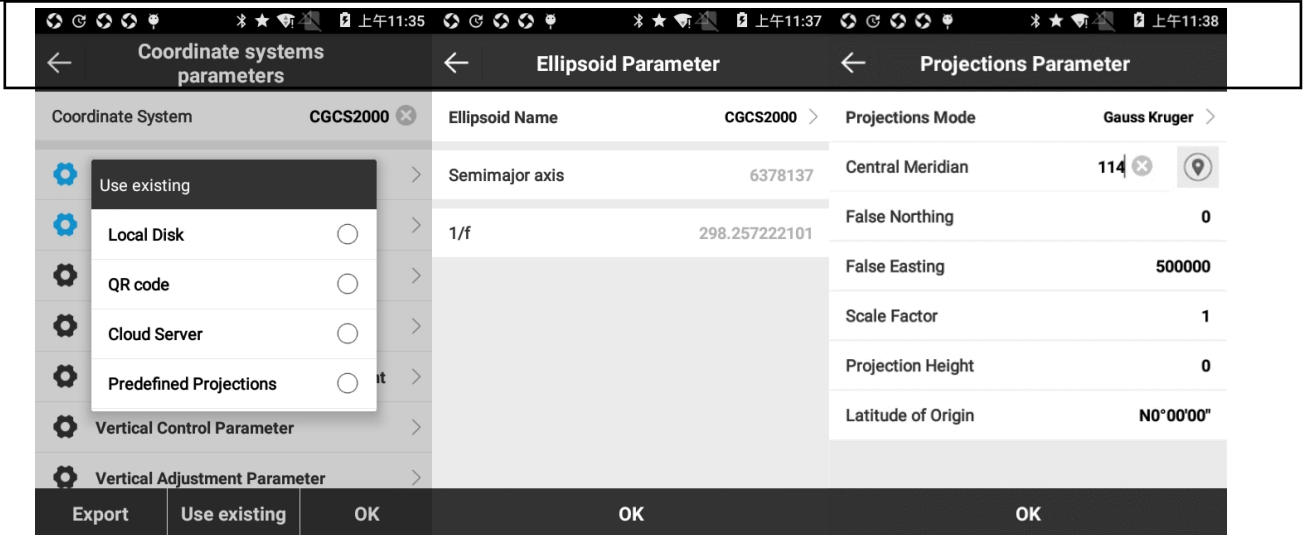 上午11:35
Coordinate systems
parameters
Coordinate System CGCS2000
Use existing
Local Disk
QR code
Cloud Server
Predefined Projections
nt
Vertical Control Parameter
Vertical Adjustment Parameter
Export Use existing OK
上午11:37
Ellipsoid Parameter
Ellipsoid Name CGCS2000
Semimajor axis 6378137
1/f 298.257222101
OK
上午11:38
Projections Parameter
Projections Mode Gauss Kruger
Central Meridian 114
False Northing 0
False Easting 500000
Scale Factor 1
Projection Height 0
Latitude of Origin N0°00'00"
OK